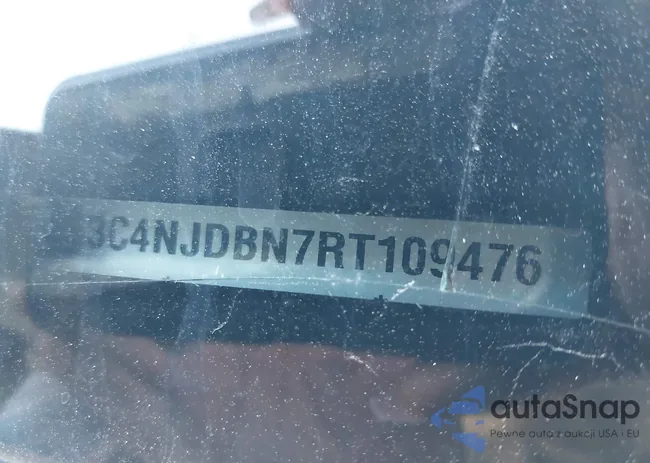 3C4NJDBN7RT109476
autaSnap
Pewne auta z aukcji USA i EU